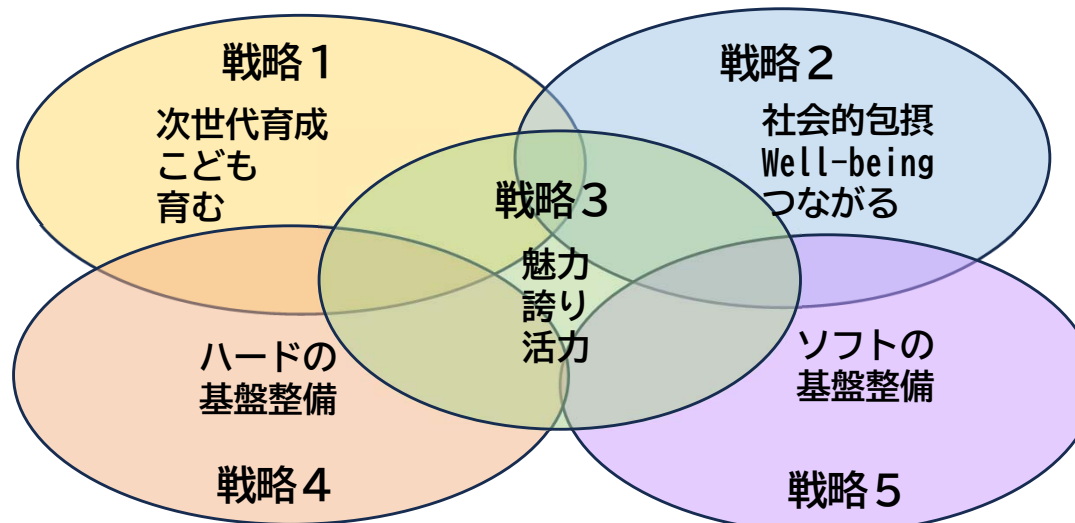 戦略１
次世代育成
こども
育む
戦略２
社会的包摂
Well-being
つながる
戦略３
魅力
誇り
活力
ハードの
基盤整備
戦略４
ソフトの
基盤整備
戦略５